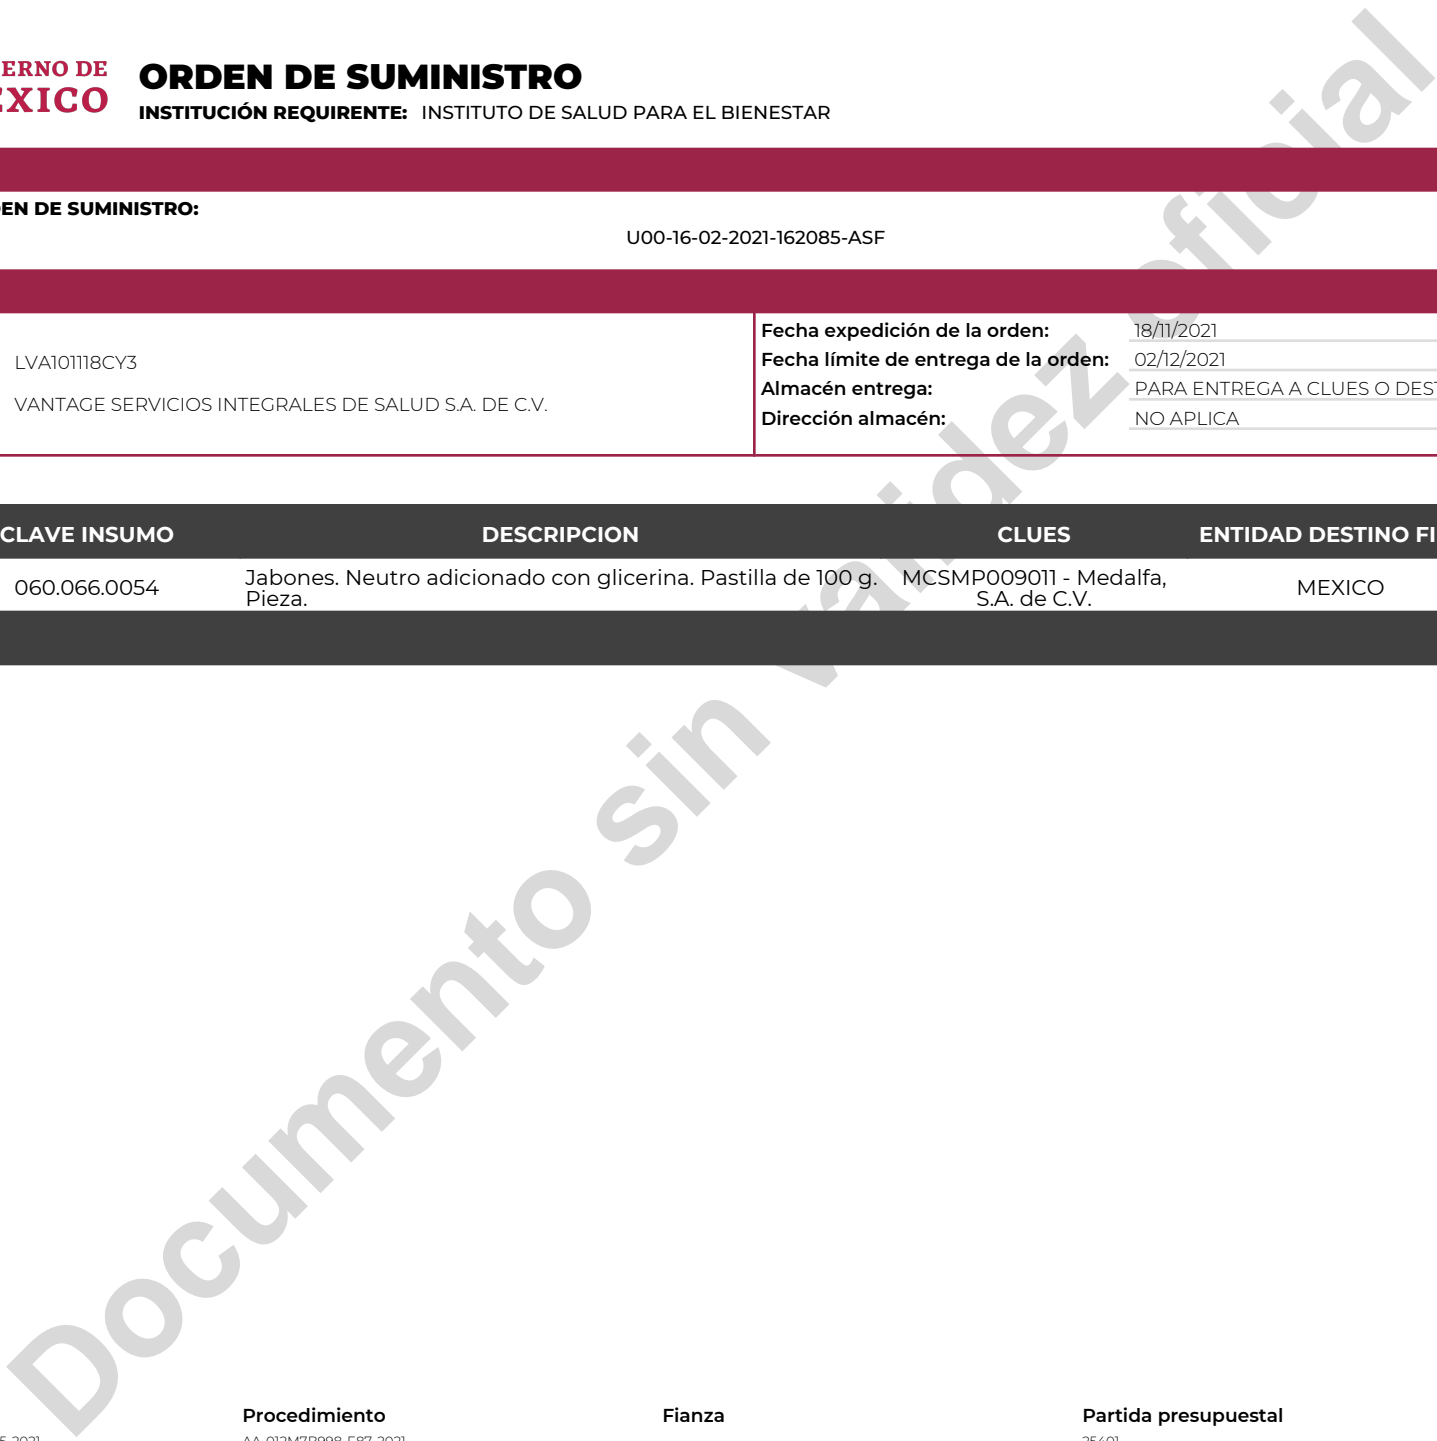 ERNO DE
EXICO
ORDEN DE SUMINISTRO
INSTITUCIÓN REQUIRENTE: INSTITUTO DE SALUD PARA EL BIENESTAR
EN DE SUMINISTRO:
U00-16-02-2021-162085-ASF
LVA101118CY3
VANTAGE SERVICIOS INTEGRALES DE SALUD S.A. DE C.V.
Fecha expedición de la orden: 18/11/2021
Fecha límite de entrega de la orden: 02/12/2021
Almacén entrega: PARA ENTREGA A CLUES O DEST
Dirección almacén: NO APLICA
CLAVE INSUMO DESCRIPCION CLUES ENTIDAD DESTINO FI
060.066.0054 Jabones. Neutro adicionado con glicerina. Pastilla de 100 g. Pieza. MCSMP009011 - Medalfa, S.A. de C.V. MEXICO
Documento sin validez oficial
Procedimiento Fianza Partida presupuestal